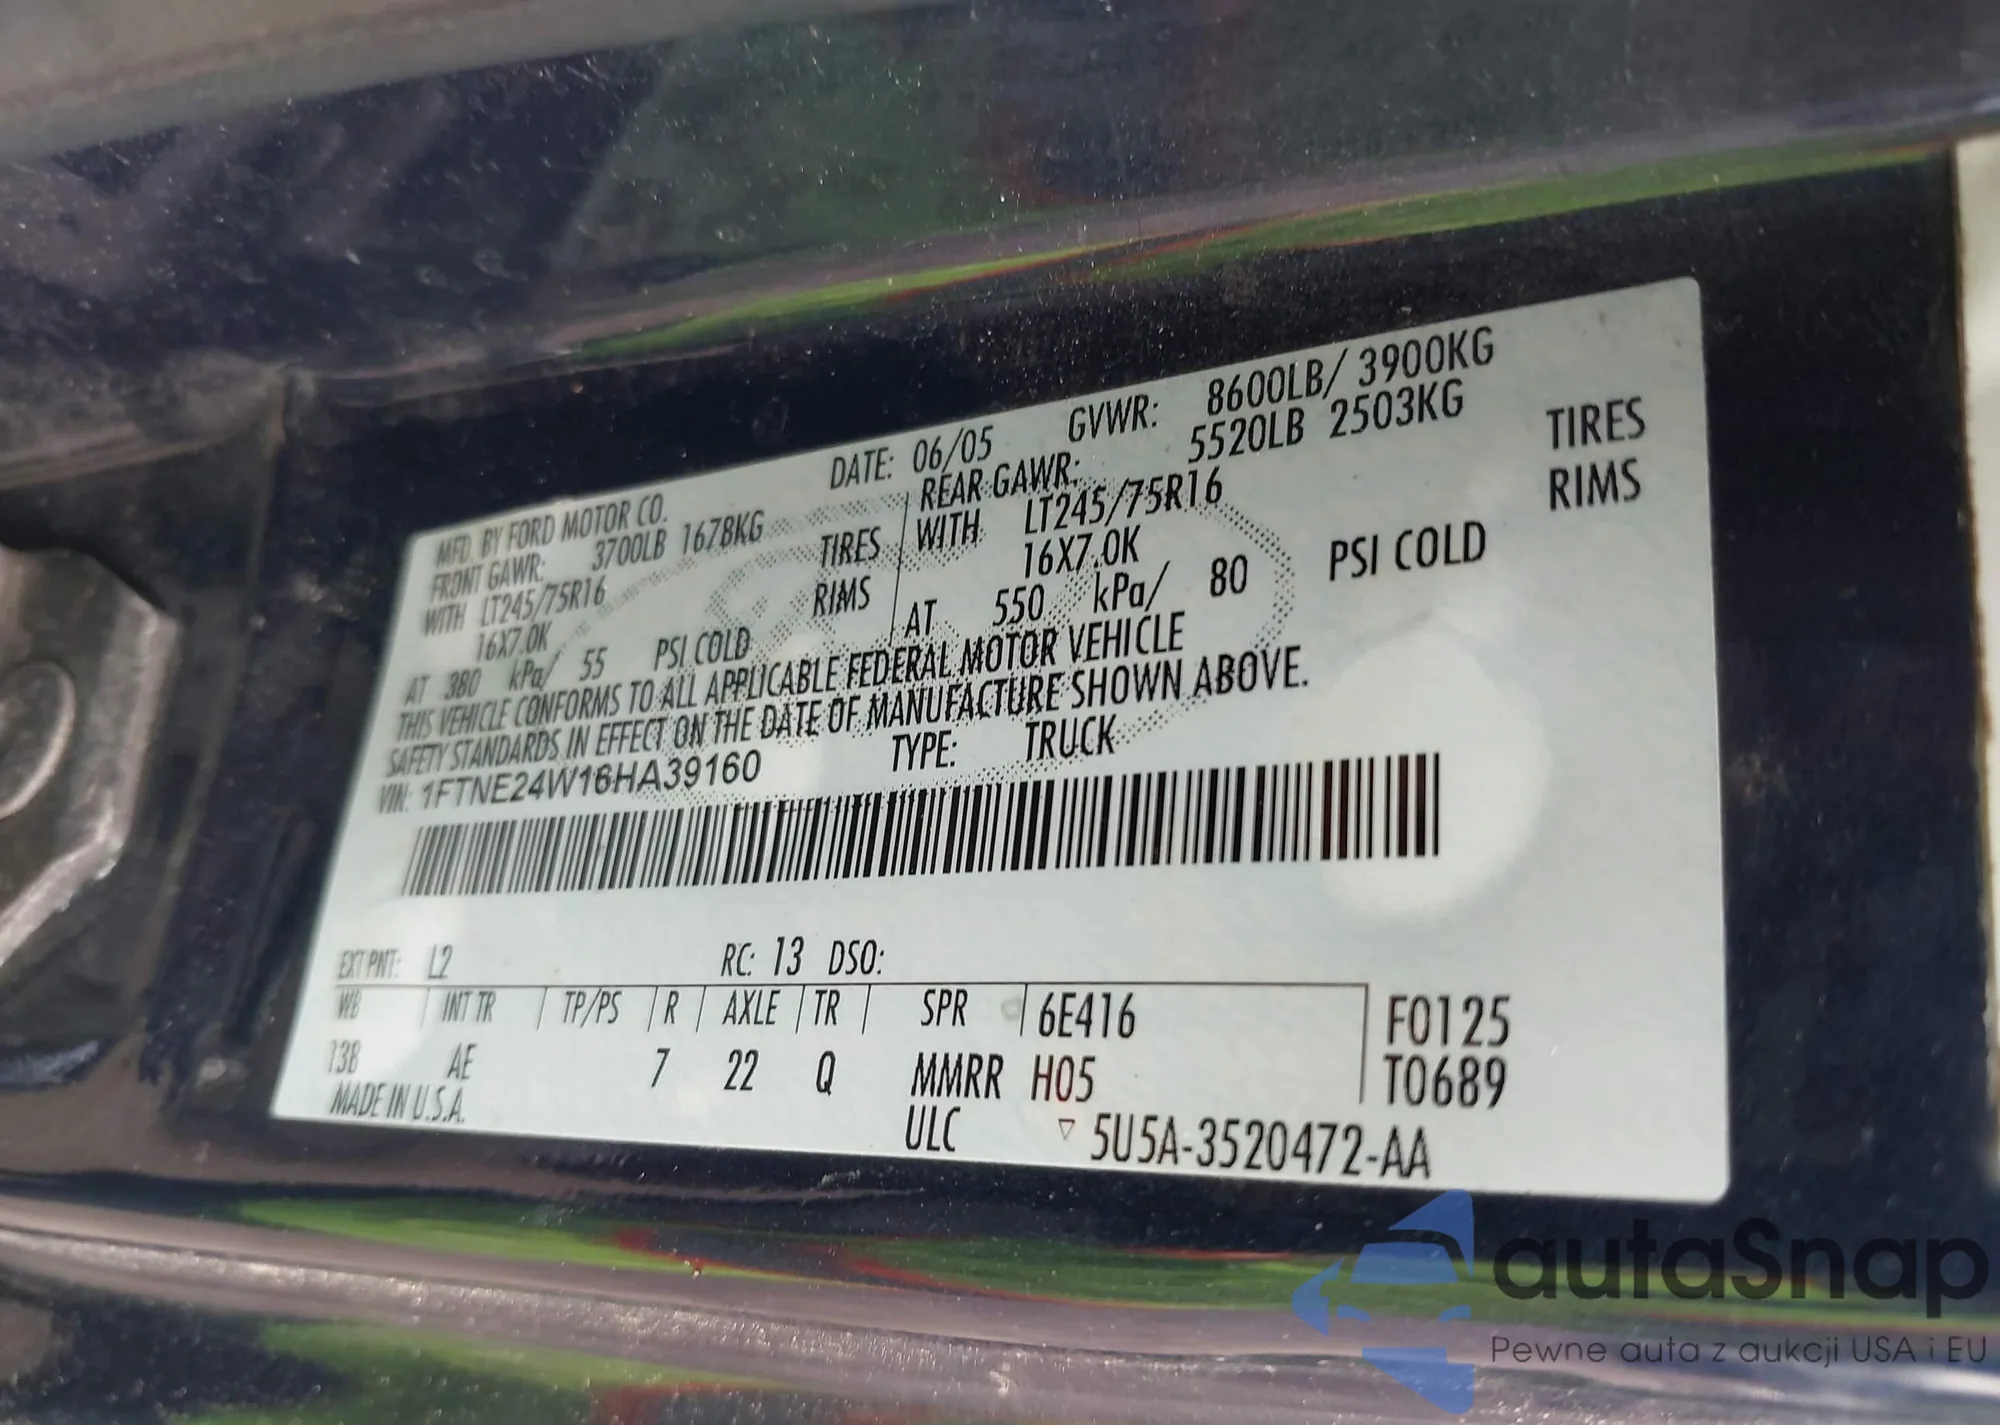 MFD. BY FORD MOTOR CO.
DATE: 06/05
GVWR: 8600LB/ 3900KG
FRONT GAWR: 3700LB 1678KG
REAR GAWR: 5520LB 2503KG
WITH LT245/75R16 TIRES
WITH LT245/75R16 TIRES
16X7.0K RIMS
16X7.0K RIMS
AT 380 kPa/ 55 PSI COLD
AT 550 kPa/ 80 PSI COLD
THIS VEHICLE CONFORMS TO ALL APPLICABLE FEDERAL MOTOR VEHICLE
SAFETY STANDARDS IN EFFECT ON THE DATE OF MANUFACTURE SHOWN ABOVE.
VIN: 1FTNE24W16HA39160
TYPE: TRUCK
EXT PNT: L2 RC: 13 DSO:
WB INT TR TP/PS R AXLE TR SPR 6E416 F0125
138 AE 7 22 Q MMRR H05 T0689
MADE IN U.S.A. ULC ▽ 5U5A-3520472-AA
autaSnap
Pewne auta z aukcji USA i EU